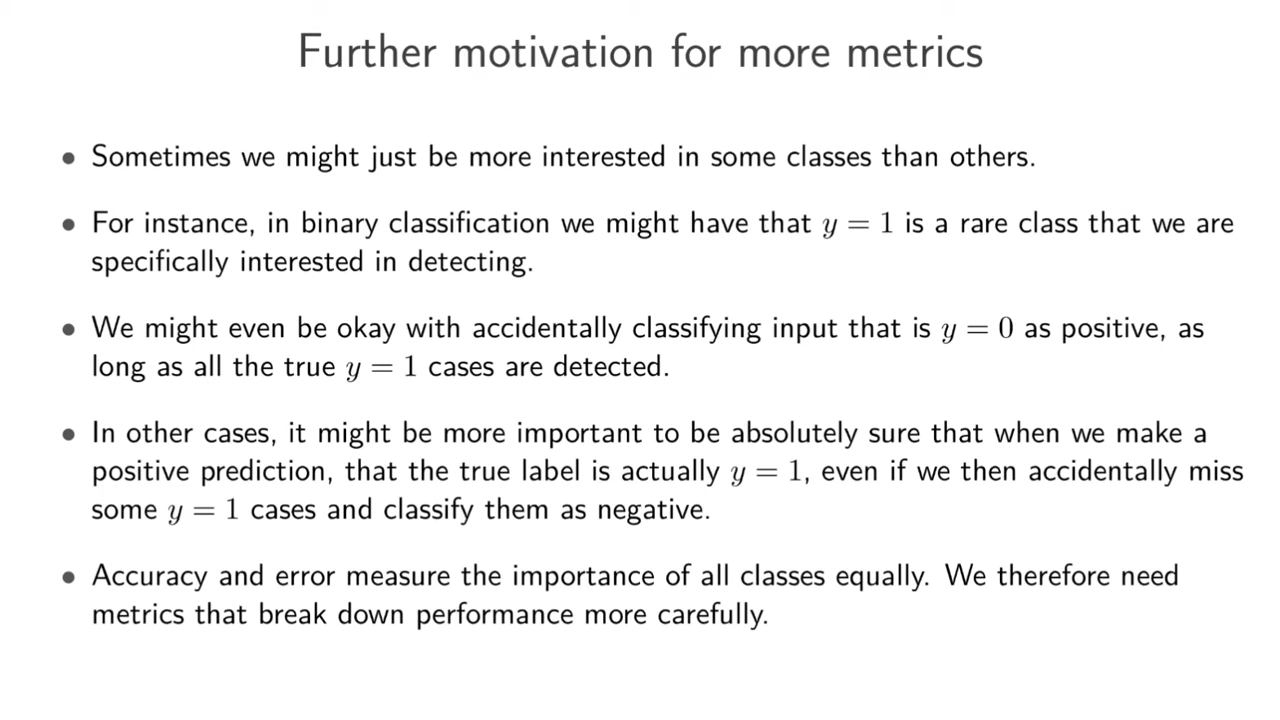 Further motivation for more metrics
• Sometimes we might just be more interested in some classes than others.
• For instance, in binary classification we might have that y = 1 is a rare class that we are
specifically interested in detecting.
• We might even be okay with accidentally classifying input that is y = 0 as positive, as
long as all the true y = 1 cases are detected.
• In other cases, it might be more important to be absolutely sure that when we make a
positive prediction, that the true label is actually y = 1, even if we then accidentally miss
some y = 1 cases and classify them as negative.
• Accuracy and error measure the importance of all classes equally. We therefore need
metrics that break down performance more carefully.